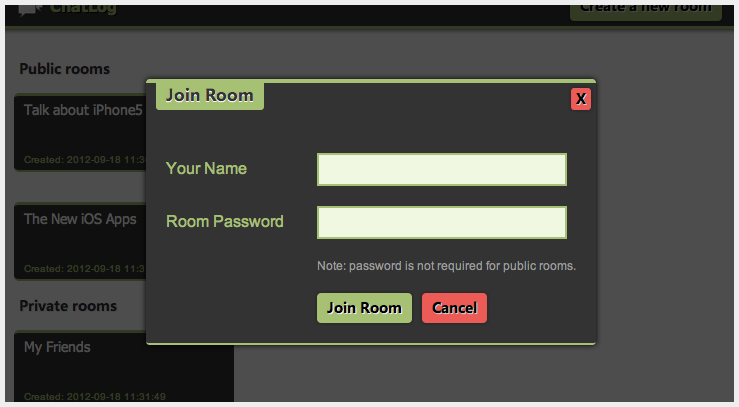 ChatLog
Create a new room
Public rooms
Talk about iPhone5
Created: 2012-09-18 11:3
The New iOS Apps
Created: 2012-09-18 11:3
Private rooms
My Friends
Created: 2012-09-18 11:31:49
Join Room
X
Your Name
Room Password
Note: password is not required for public rooms.
Join Room
Cancel